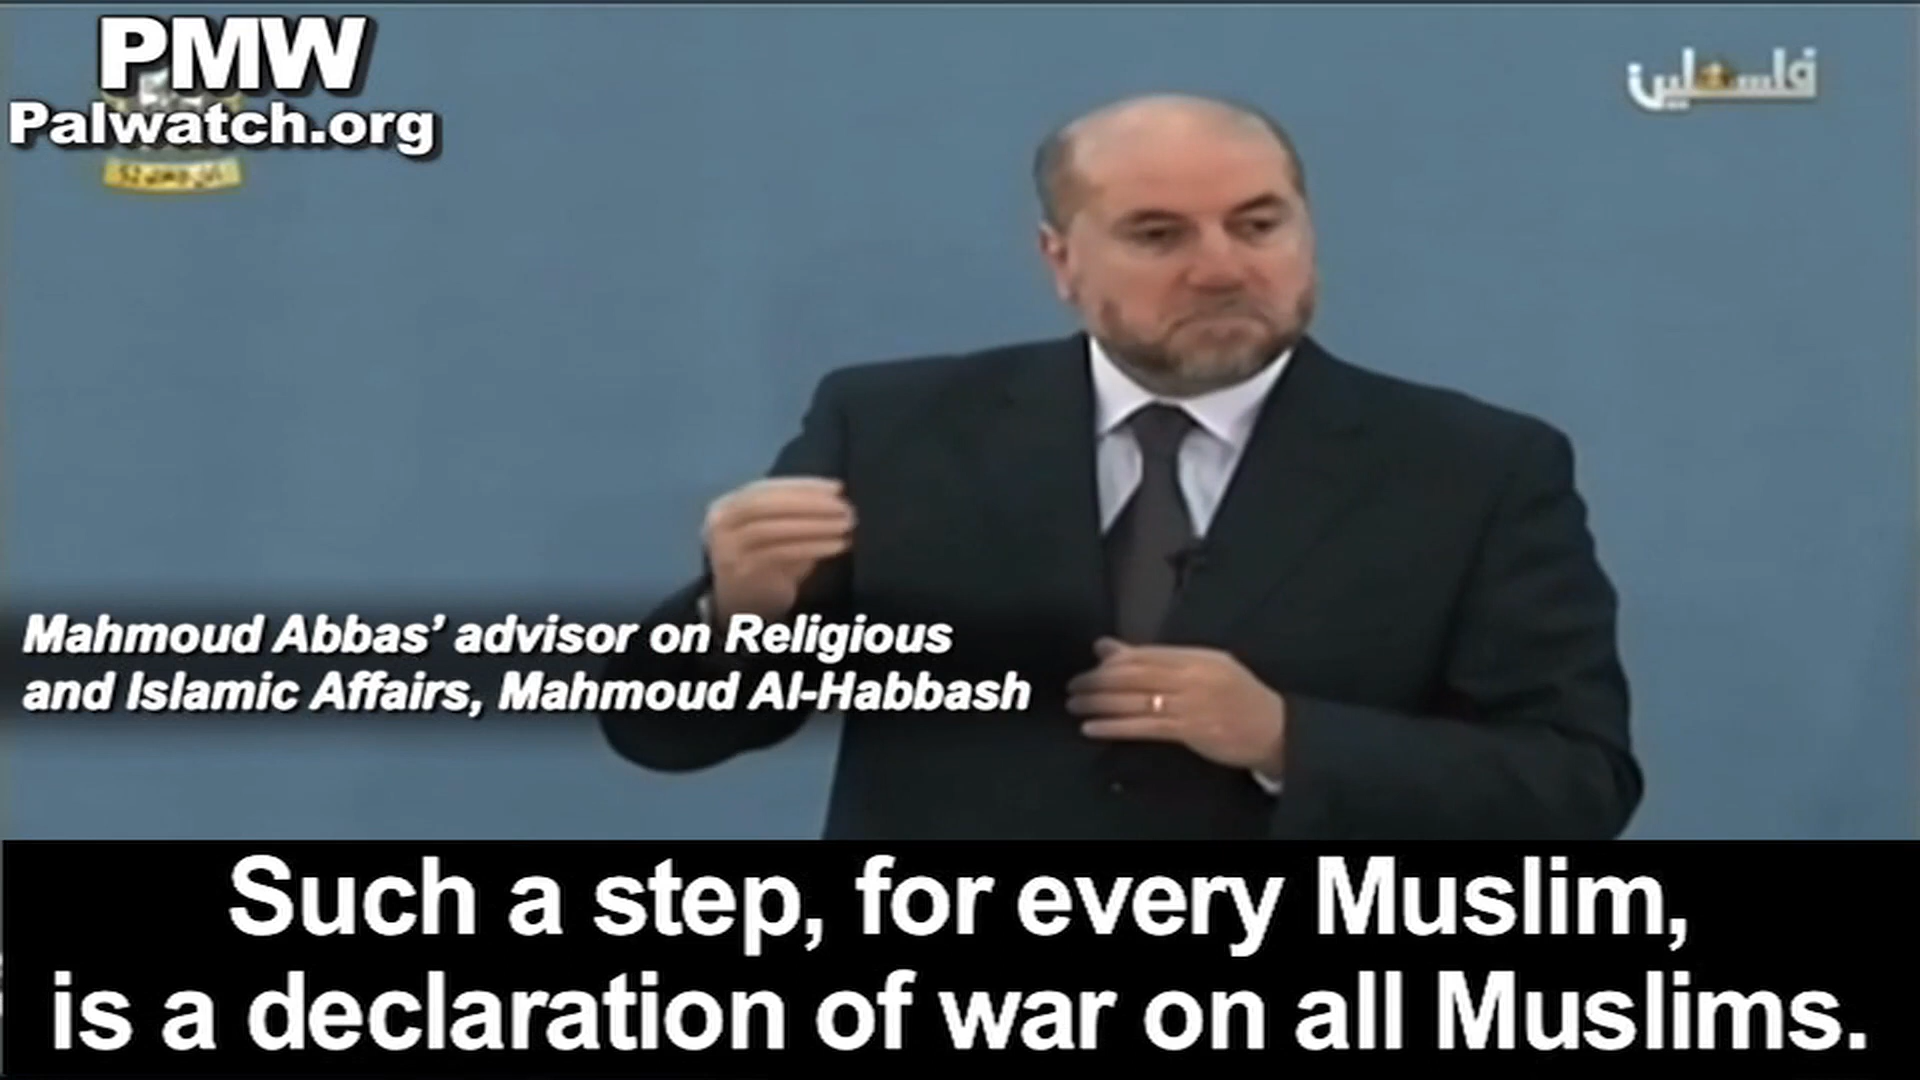 PMW
Palwatch.org
فلسطين
Mahmoud Abbas’ advisor on Religious
and Islamic Affairs, Mahmoud Al-Habbash
Such a step, for every Muslim,
is a declaration of war on all Muslims.